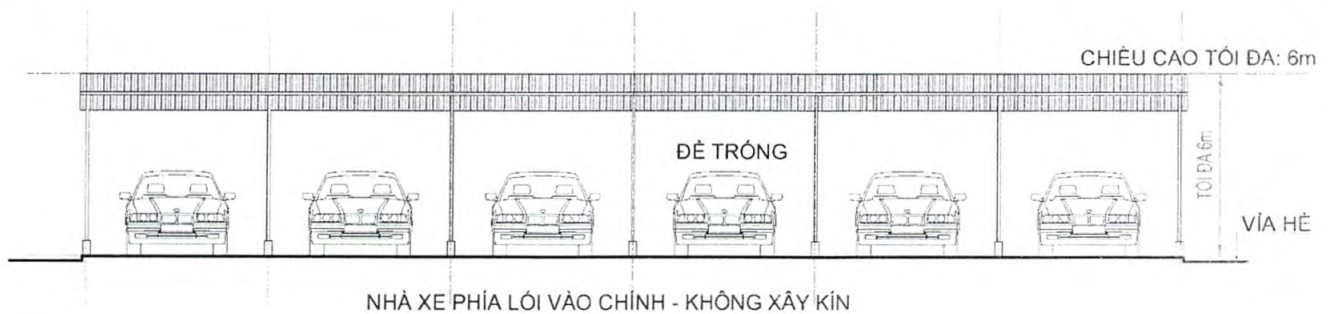 CHIỀU CAO TỐI ĐA: 6m
ĐỂ TRỐNG
TỐI ĐA 6m
VỈA HÈ
NHÀ XE PHÍA LỐI VÀO CHÍNH - KHÔNG XÂY KÍN